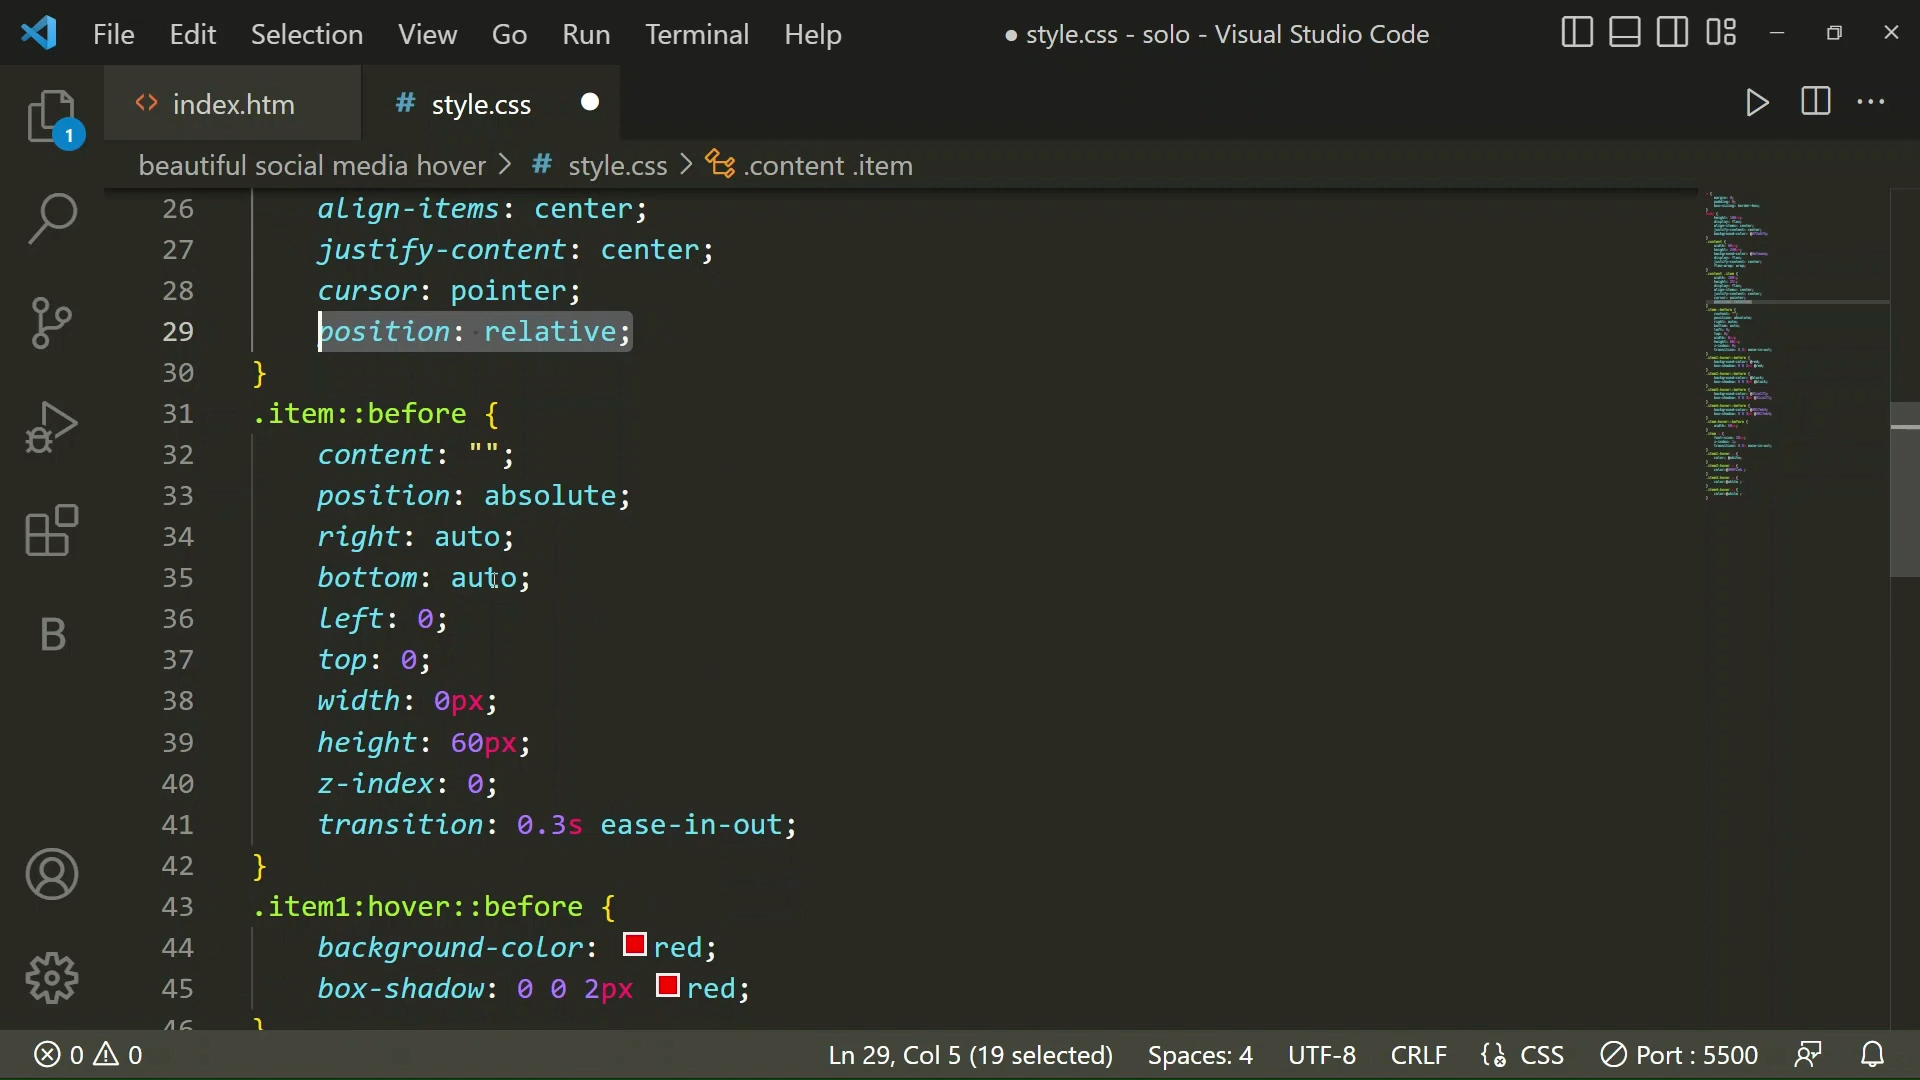 File Edit Selection View Go Run Terminal Help
● style.css - solo - Visual Studio Code
1
<> index.htm
# style.css ●
beautiful social media hover > # style.css > .content .item
26 align-items: center;
27 justify-content: center;
28 cursor: pointer;
29 position: relative;
30 }
31 .item::before {
32 content: "";
33 position: absolute;
34 right: auto;
35 bottom: auto;
36 left: 0;
37 top: 0;
38 width: 0px;
39 height: 60px;
40 z-index: 0;
41 transition: 0.3s ease-in-out;
42 }
43 .item1:hover::before {
44 background-color: red;
45 box-shadow: 0 0 2px red;
46 }
B
0 0
Ln 29, Col 5 (19 selected) Spaces: 4 UTF-8 CRLF CSS Port : 5500